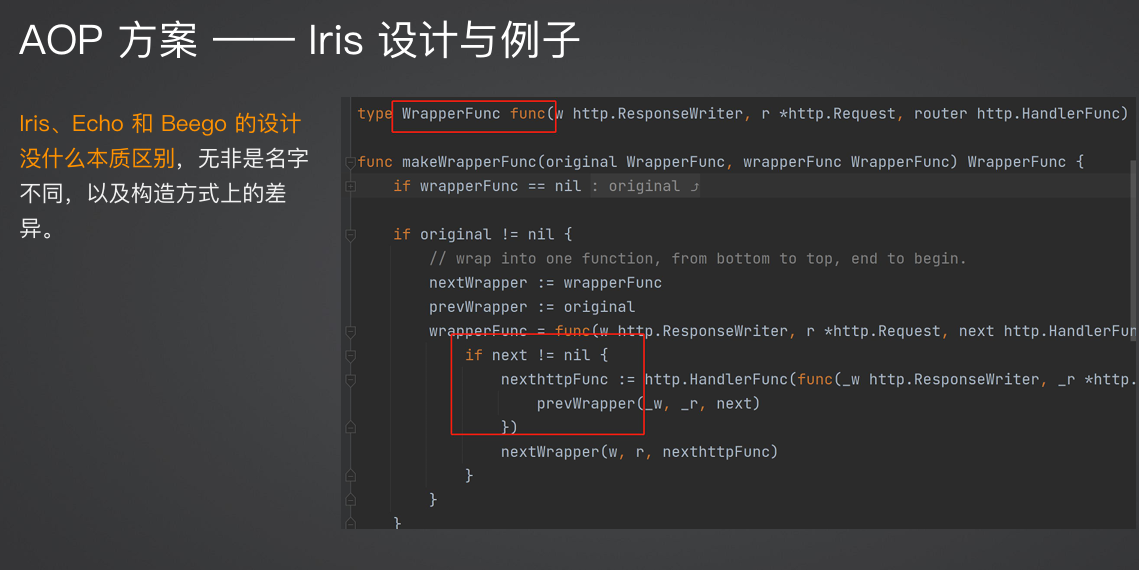 AOP 方案 —— Iris 设计与例子
Iris、Echo 和 Beego 的设计
没什么本质区别，无非是名字
不同，以及构造方式上的差
异。
type WrapperFunc func(w http.ResponseWriter, r *http.Request, router http.HandlerFunc)
func makeWrapperFunc(original WrapperFunc, wrapperFunc WrapperFunc) WrapperFunc {
if wrapperFunc == nil : original
if original != nil {
// wrap into one function, from bottom to top, end to begin.
nextWrapper := wrapperFunc
prevWrapper := original
wrapperFunc = func(w http.ResponseWriter, r *http.Request, next http.HandlerFun
if next != nil {
nexthttpFunc := http.HandlerFunc(func(_w http.ResponseWriter, _r *http.
prevWrapper(_w, _r, next)
})
nextWrapper(w, r, nexthttpFunc)
}
}
}